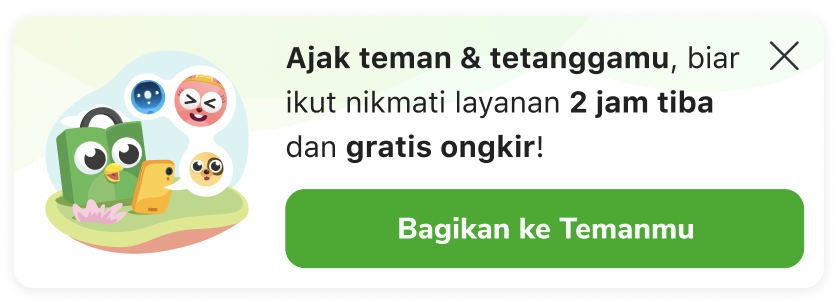 Ajak teman & tetanggamu, biar
ikut nikmati layanan 2 jam tiba
dan gratis ongkir!
Bagikan ke Temanmu